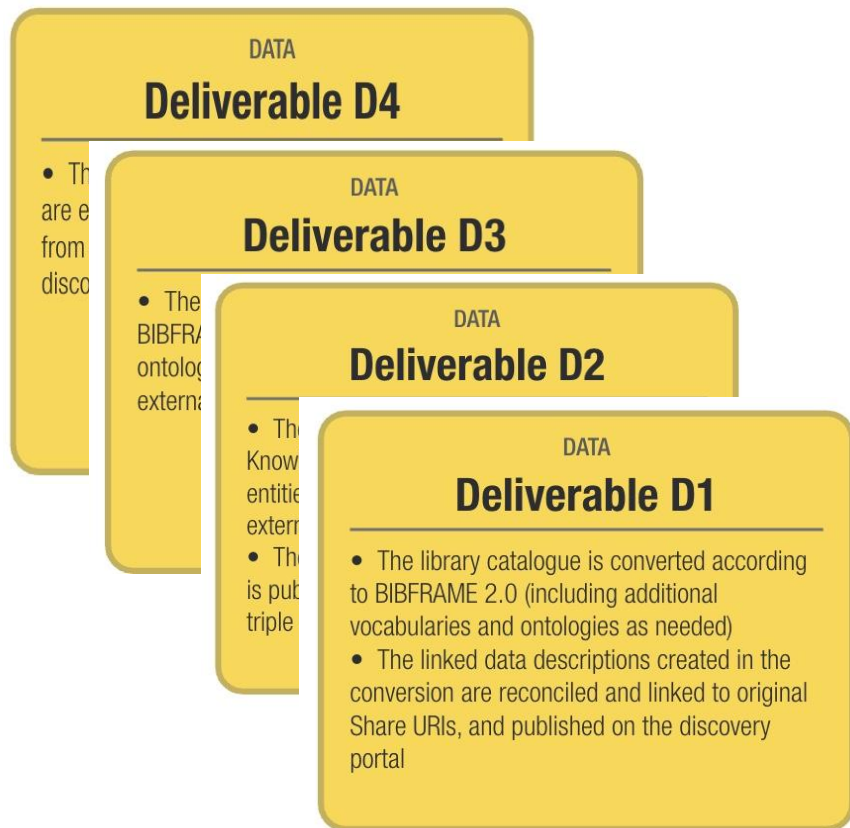 DATA
Deliverable D4
• Th
are e
from
disco
DATA
Deliverable D3
• The
BIBFRA
ontolog
externa
DATA
Deliverable D2
• The
Know
entitie
extern
• The
is pub
triple
DATA
Deliverable D1
• The library catalogue is converted according
to BIBFRAME 2.0 (including additional
vocabularies and ontologies as needed)
• The linked data descriptions created in the
conversion are reconciled and linked to original
Share URIs, and published on the discovery
portal